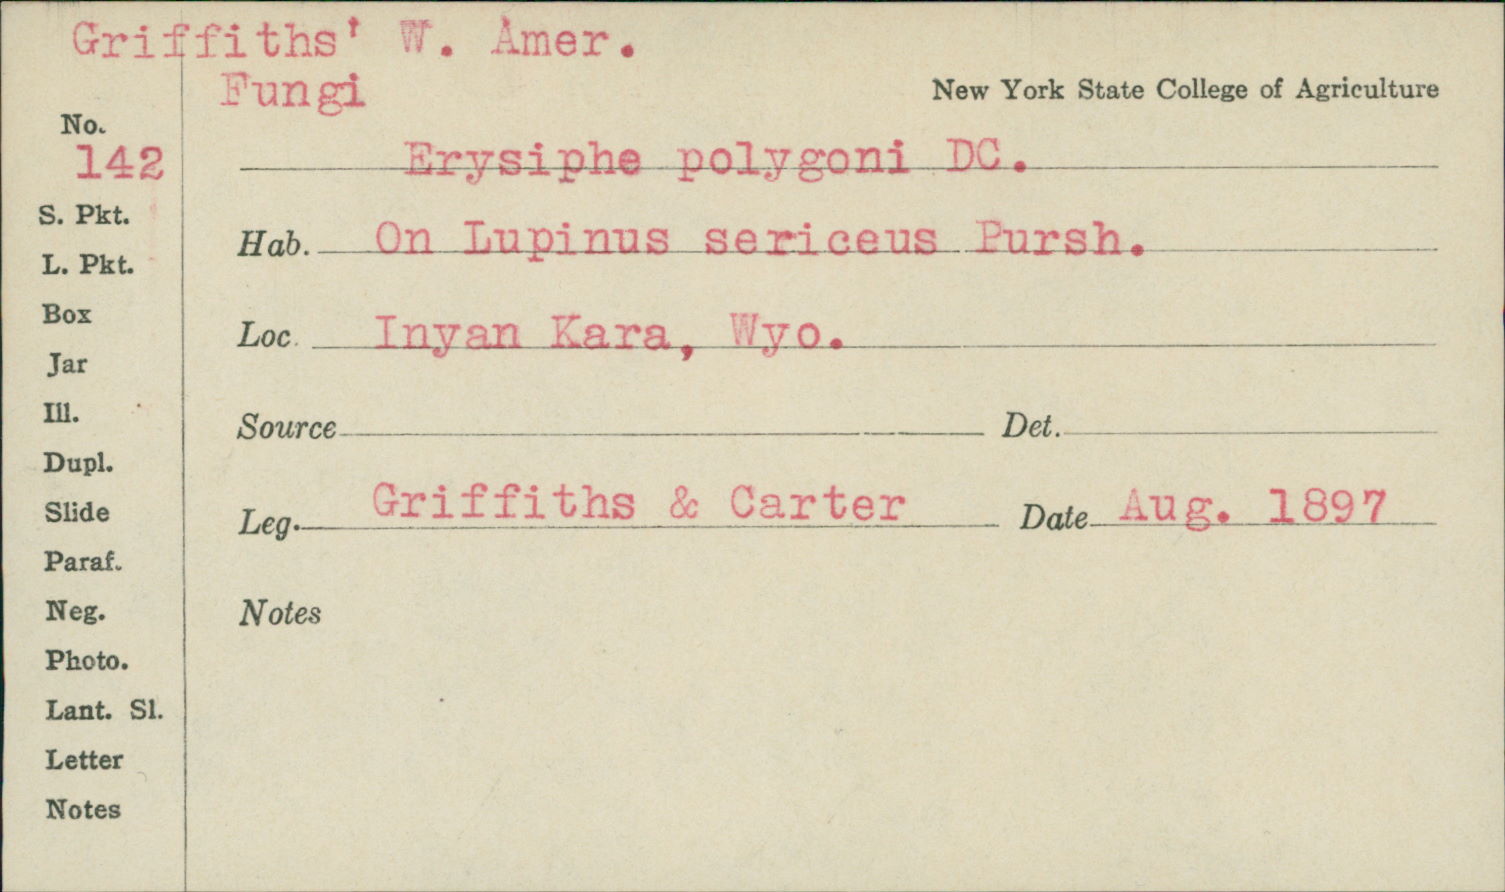 Griffiths' W. Amer.
Fungi
New York State College of Agriculture
No.
142
Erysiphe polygoni DC.
S. Pkt.
Hab. On Lupinus sericeus Pursh.
L. Pkt.
Box
Loc. Inyan Kara, Wyo.
Jar
Ill.
Source Det.
Dupl.
Slide
Leg. Griffiths & Carter Date Aug. 1897
Paraf.
Neg.
Notes
Photo.
Lant. Sl.
Letter
Notes